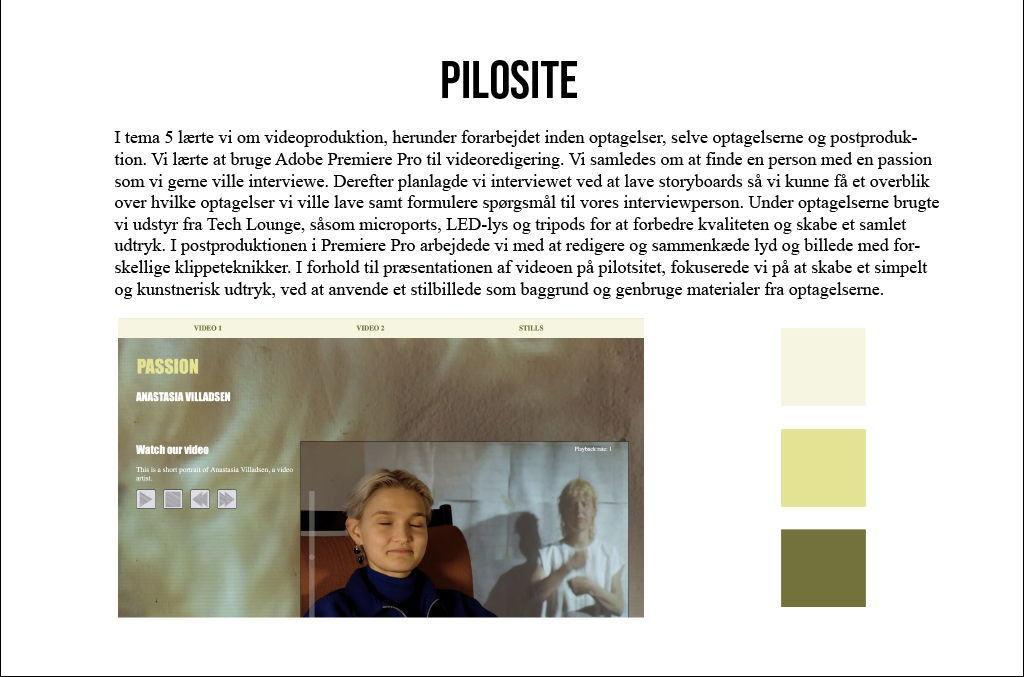 PILOSITE
I tema 5 lærte vi om videoproduktion, herunder forarbejdet inden optagelser, selve optagelserne og postproduk-
tion. Vi lærte at bruge Adobe Premiere Pro til videoredigering. Vi samledes om at finde en person med en passion
som vi gerne ville interviewe. Derefter planlagde vi interviewet ved at lave storyboards så vi kunne få et overblik
over hvilke optagelser vi ville lave samt formulere spørgsmål til vores interviewperson. Under optagelserne brugte
vi udstyr fra Tech Lounge, såsom microports, LED-lys og tripods for at forbedre kvaliteten og skabe et samlet
udtryk. I postproduktionen i Premiere Pro arbejdede vi med at redigere og sammenkæde lyd og billede med for-
skellige klippeteknikker. I forhold til præsentationen af videoen på pilotsitet, fokuserede vi på at skabe et simpelt
og kunstnerisk udtryk, ved at anvende et stilbillede som baggrund og genbruge materialer fra optagelserne.
VIDEO 1 VIDEO 2 STILLS
PASSION
ANASTASIA VILLADSEN
Watch our video
Playback rate: 1
This is a short portrait of Anastasia Villadsen, a video
artist.